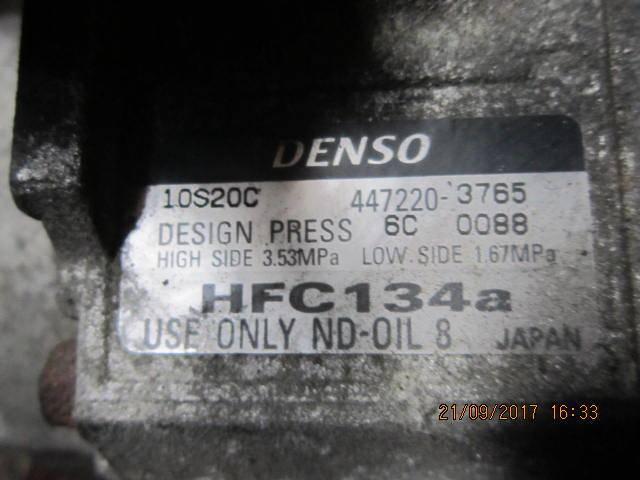 DENSO
10S20C 447220-3765
DESIGN PRESS 6C 0088
HIGH SIDE 3.53MPa LOW SIDE 1.67MPa
HFC134a
USE ONLY ND-OIL 8 JAPAN
21/09/2017 16:33